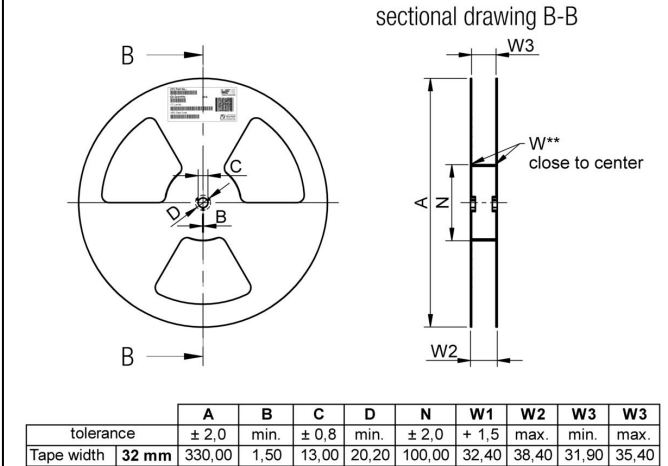 sectional drawing B-B
B
W3
W**
close to center
C
A
N
D
B
W2
B
A B C D N W1 W2 W3 W3
tolerance ± 2,0 min. ± 0,8 min. ± 2,0 + 1,5 max. min. max.
Tape width 32 mm 330,00 1,50 13,00 20,20 100,00 32,40 38,40 31,90 35,40